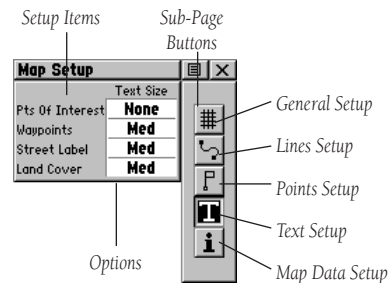 Setup Items
Sub-Page
Buttons
Map Setup
Text Size
Pts Of Interest None
Waypoints Med
Street Label Med
Land Cover Med
General Setup
Lines Setup
Points Setup
Text Setup
Map Data Setup
Options